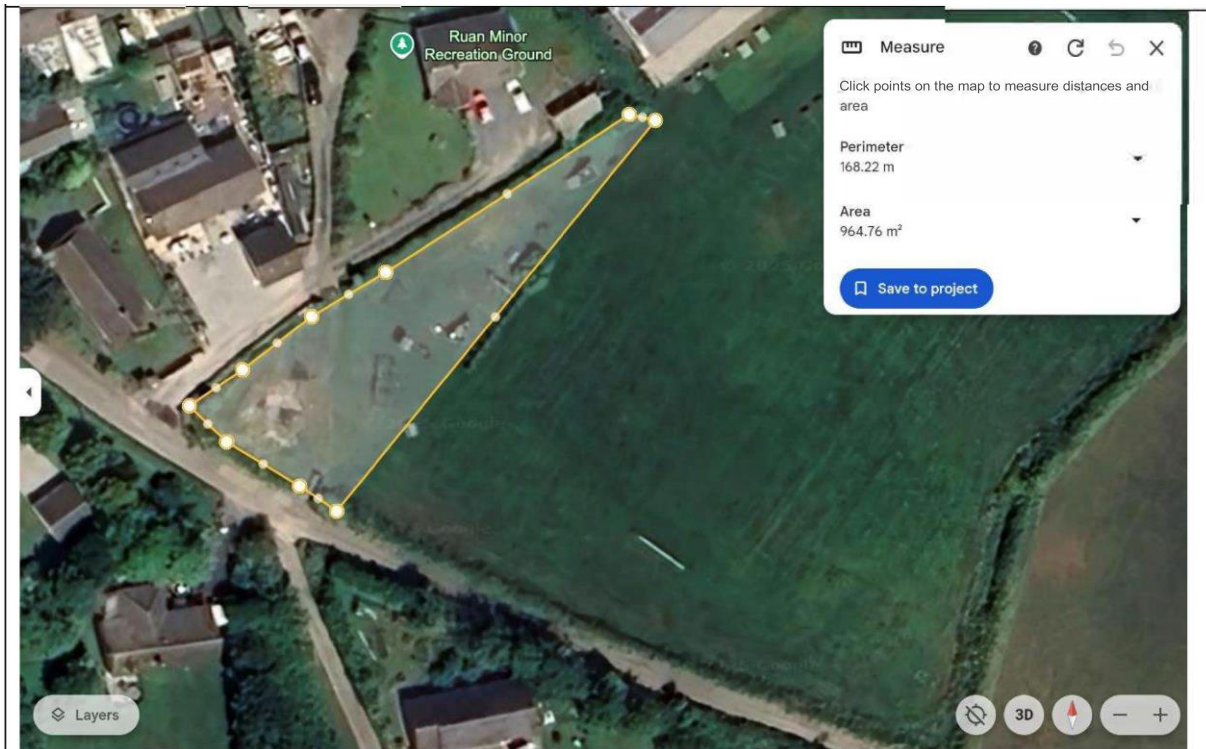 Ruan Minor
Recreation Ground
Measure
Click points on the map to measure distances and
area
Perimeter
168.22 m
Area
964.76 m²
Save to project
Layers
3D